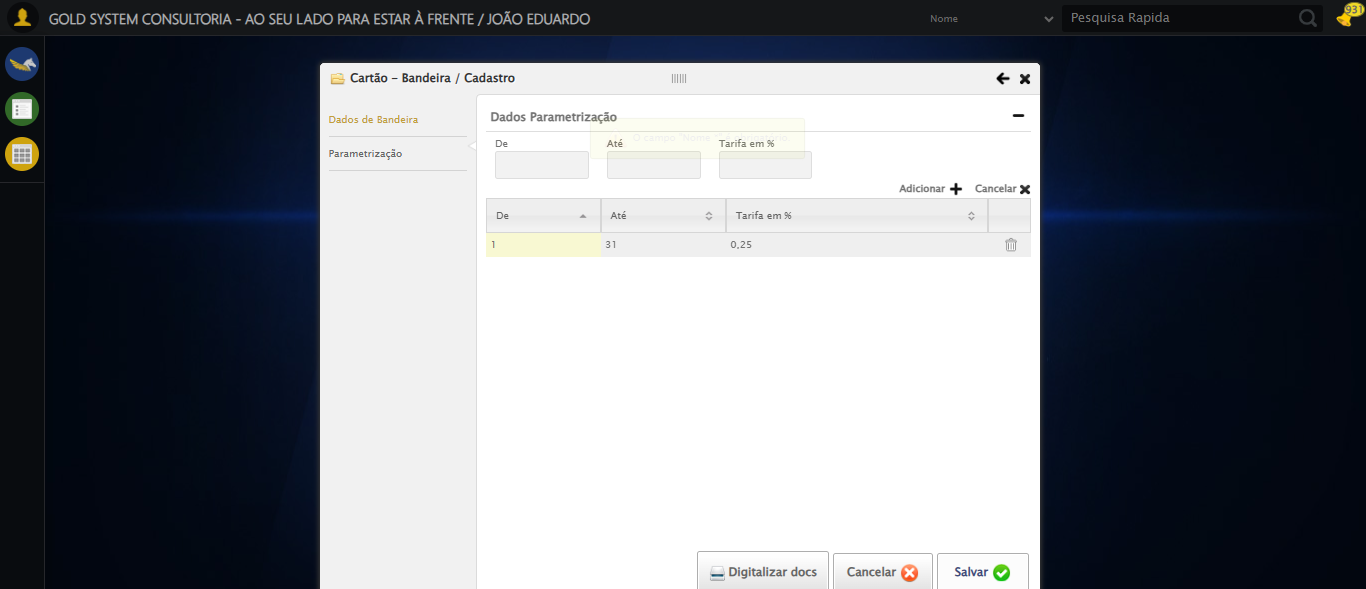 GOLD SYSTEM CONSULTORIA - AO SEU LADO PARA ESTAR À FRENTE / JOÃO EDUARDO
Nome
Pesquisa Rapida
931
Cartão - Bandeira / Cadastro
Dados de Bandeira
Parametrização
Dados Parametrização
O campo "Nome
De
Até
Tarifa em %
Adicionar
Cancelar
De
Até
Tarifa em %
1
31
0,25
Digitalizar docs
Cancelar
Salvar